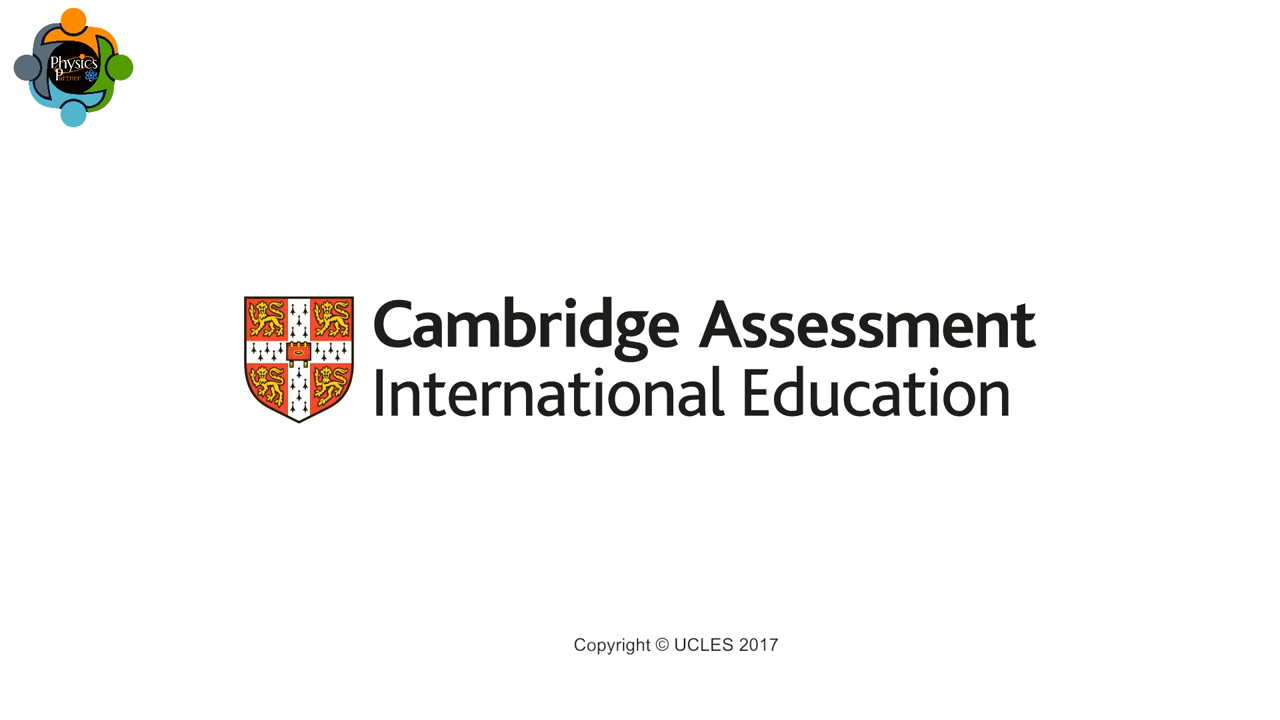 Physics
Partner
Cambridge Assessment
International Education
Copyright © UCLES 2017